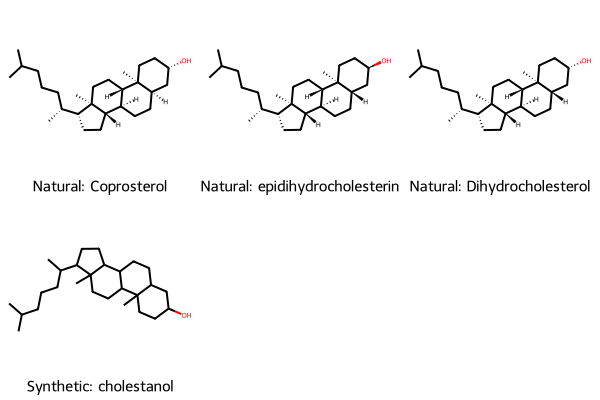 OH
H
H
H
H
Natural: Coprosterol
OH
H
H
H
H
Natural: epidihydrocholesterin
OH
H
H
H
H
Natural: Dihydrocholesterol
OH
Synthetic: cholestanol